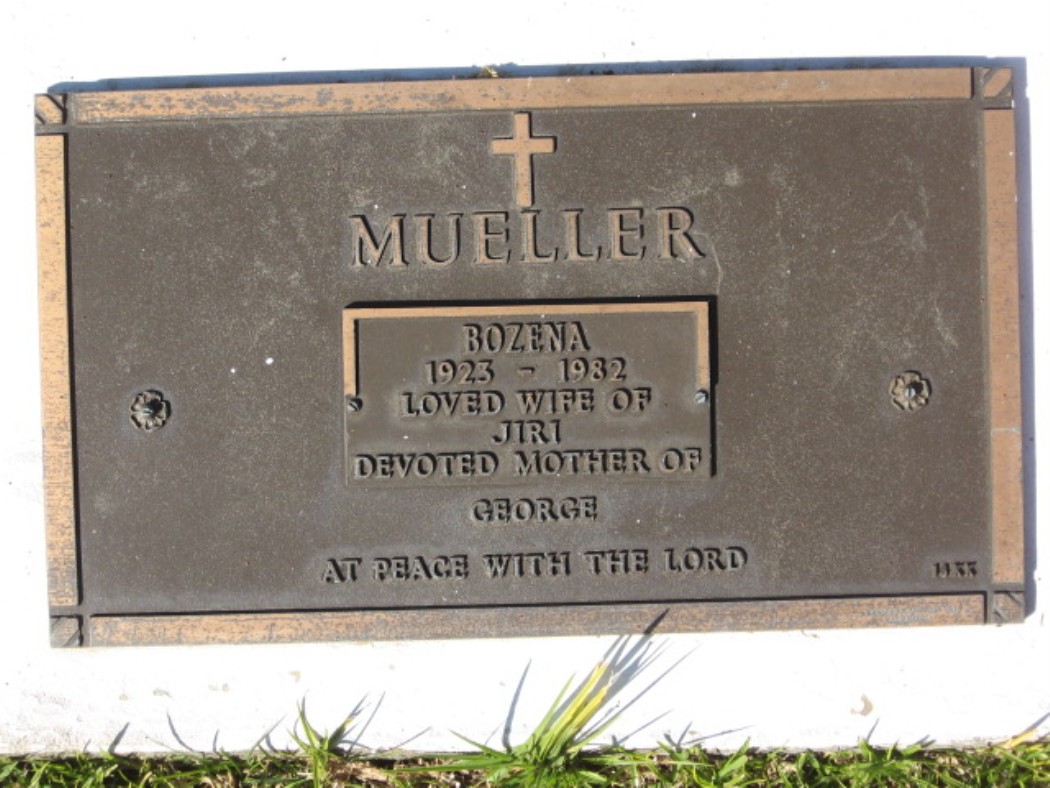 MUELLER
BOZENA
1923 - 1982
LOVED WIFE OF
JIRI
DEVOTED MOTHER OF
GEORGE
AT PEACE WITH THE LORD
1433